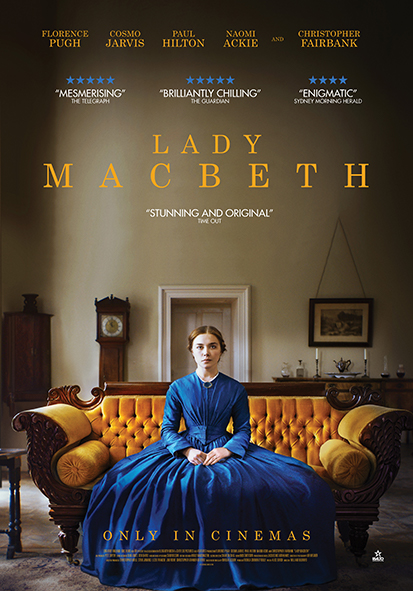 FLORENCE PUGH
COSMO JARVIS
PAUL HILTON
NAOMI ACKIE
AND
CHRISTOPHER FAIRBANK
"MESMERISING"
THE TELEGRAPH
"BRILLIANTLY CHILLING"
THE GUARDIAN
"ENIGMATIC"
SYDNEY MORNING HERALD
LADY
MACBETH
"STUNNING AND ORIGINAL"
TIME OUT
ONLY IN CINEMAS